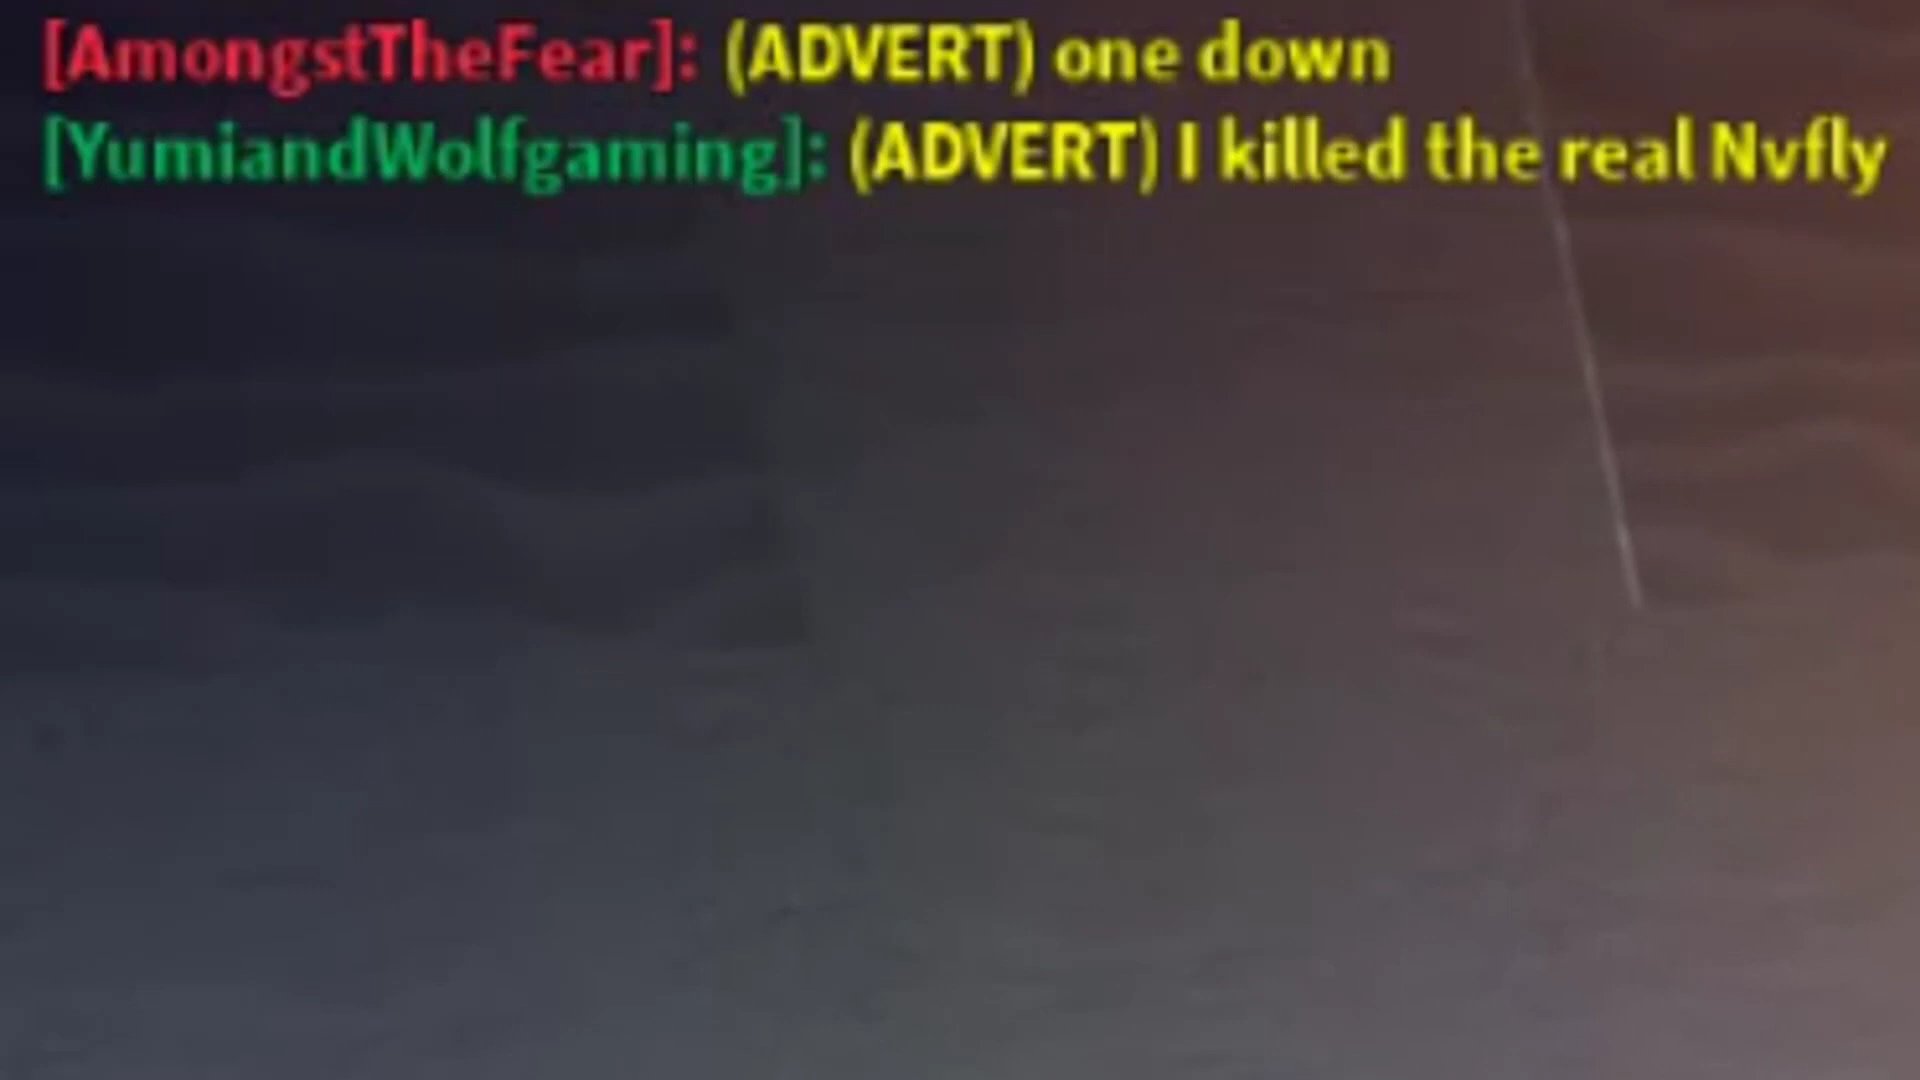 [AmongstTheFear]: (ADVERT) one down
[YumiandWolfgaming]: (ADVERT) I killed the real Nvfly